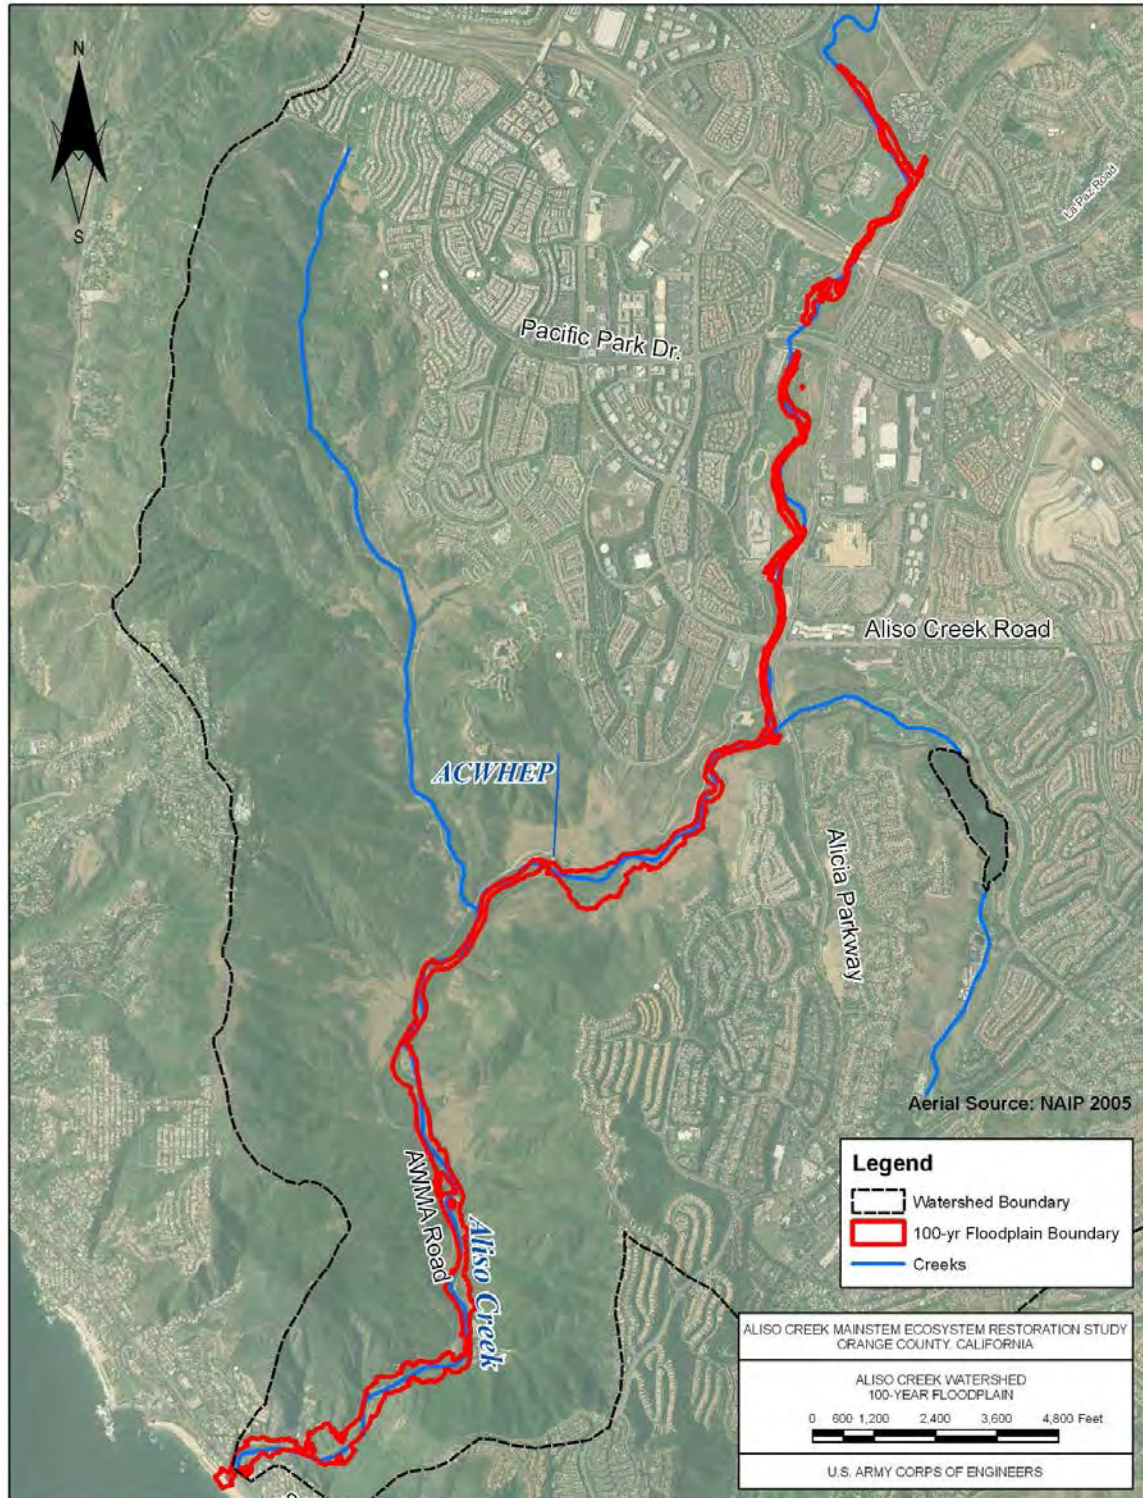 N
S
La Paz Road
Pacific Park Dr.
Aliso Creek Road
ACWHEP
Alicia Parkway
Aerial Source: NAIP 2005
AWMA Road
Aliso Creek
Legend
Watershed Boundary
100-yr Floodplain Boundary
Creeks
ALISO CREEK MAINSTEM ECOSYSTEM RESTORATION STUDY
ORANGE COUNTY, CALIFORNIA
ALISO CREEK WATERSHED
100-YEAR FLOODPLAIN
0 600 1,200 2,400 3,600 4,800 Feet
U.S. ARMY CORPS OF ENGINEERS